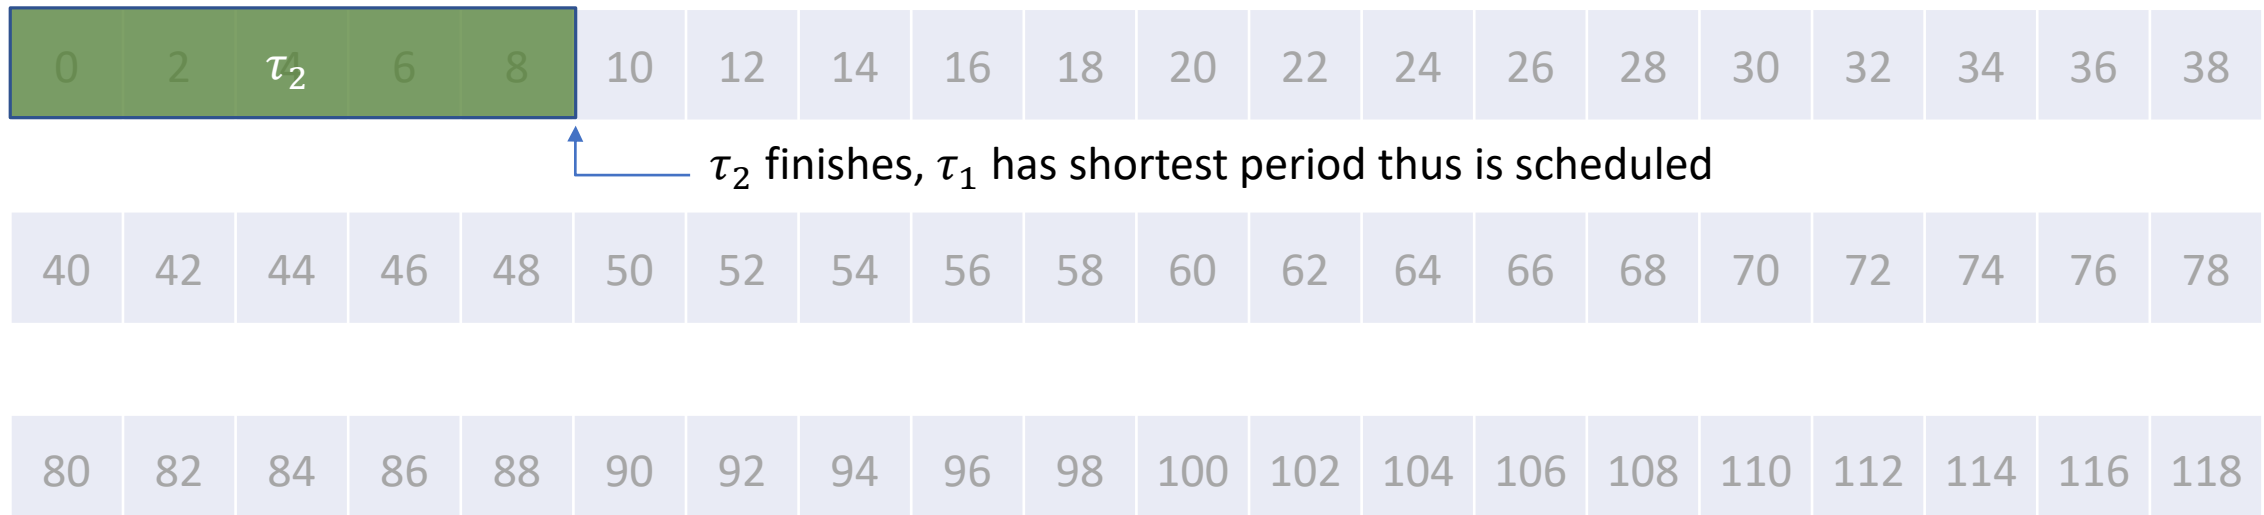 0 2 4 τ₂ 6 8 10 12 14 16 18 20 22 24 26 28 30 32 34 36 38
τ₂ finishes, τ₁ has shortest period thus is scheduled
40 42 44 46 48 50 52 54 56 58 60 62 64 66 68 70 72 74 76 78
80 82 84 86 88 90 92 94 96 98 100 102 104 106 108 110 112 114 116 118